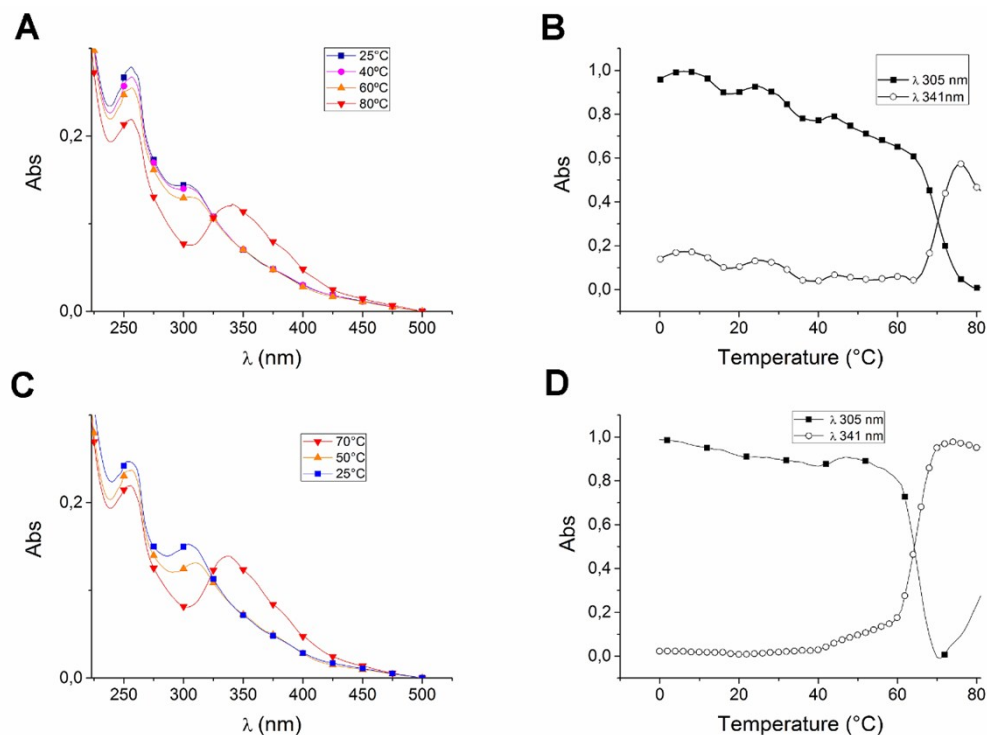 A
25°C
40ºC
60ºC
80ºC
0,2
0,0
Abs
250 300 350 400 450 500
λ (nm)
B
λ 305 nm
λ 341nm
1,0
0,8
0,6
0,4
0,2
0,0
Abs
0 20 40 60 80
Temperature (°C)
C
70°C
50°C
25°C
0,2
0,0
Abs
250 300 350 400 450 500
λ (nm)
D
λ 305 nm
λ 341 nm
1,0
0,8
0,6
0,4
0,2
0,0
Abs
0 20 40 60 80
Temperature (°C)